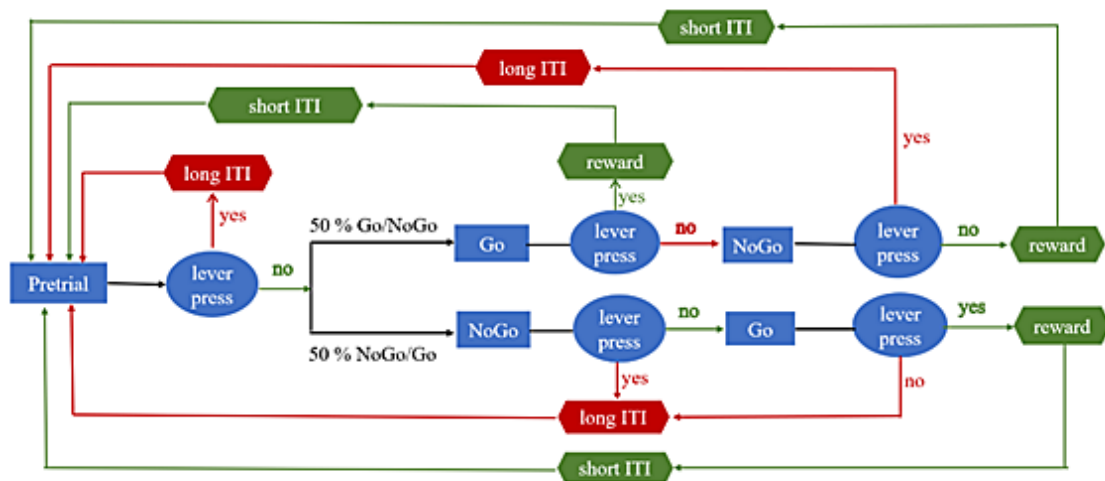 short ITI
long ITI
short ITI
yes
reward
long ITI
yes
yes
50 % Go/NoGo
Go
lever
press
no
NoGo
lever
press
no
reward
Pretrial
lever
press
no
50 % NoGo/Go
NoGo
lever
press
no
Go
lever
press
yes
reward
yes
no
long ITI
short ITI